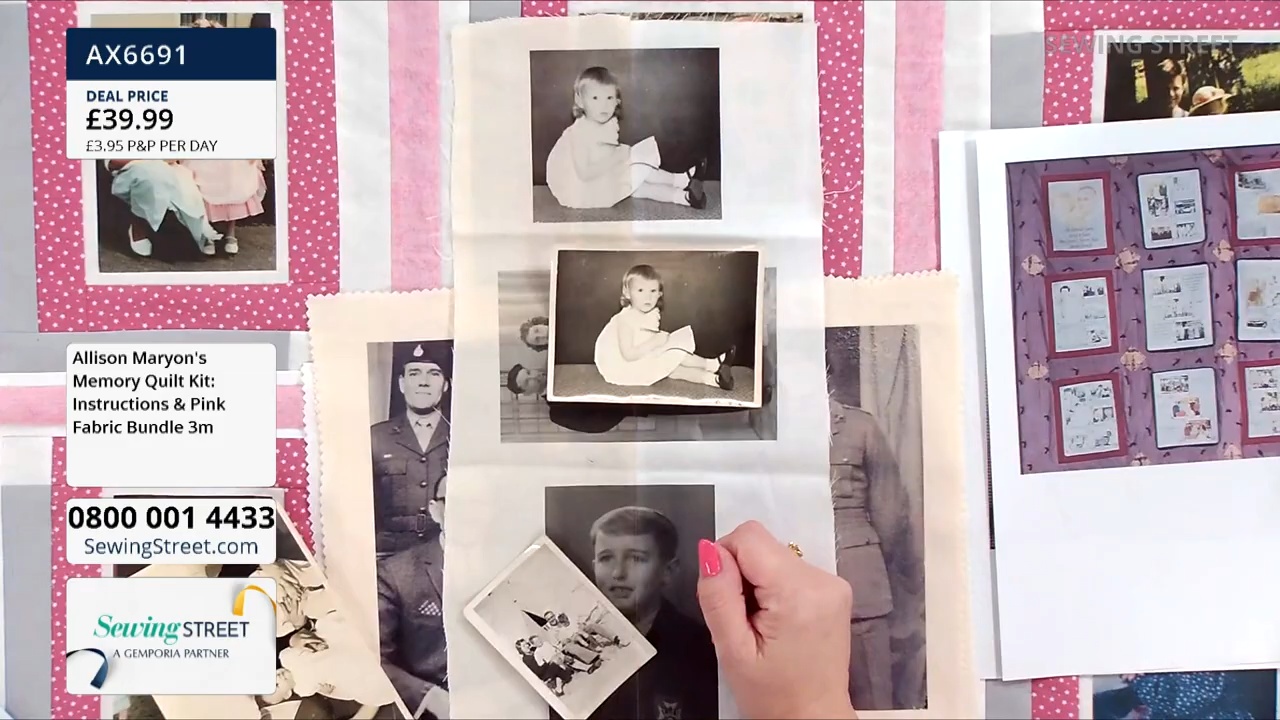 AX6691
DEAL PRICE
£39.99
£3.95 P&P PER DAY
SEWING STREET
Allison Maryon's
Memory Quilt Kit:
Instructions & Pink
Fabric Bundle 3m
0800 001 4433
SewingStreet.com
Sewing STREET
A GEMPORIA PARTNER